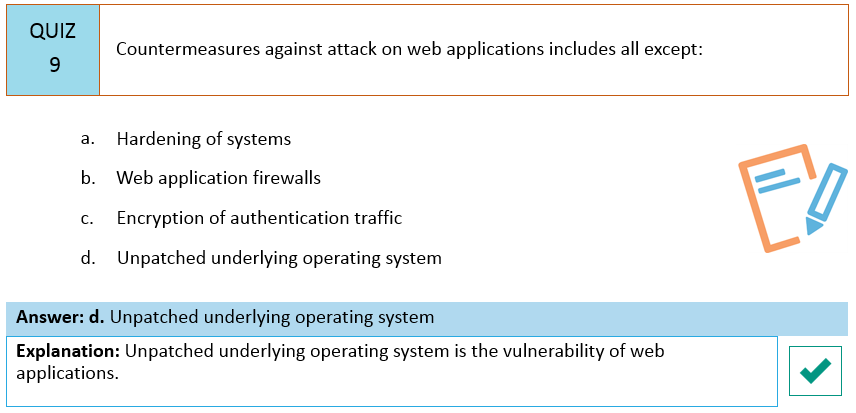 QUIZ
9
Countermeasures against attack on web applications includes all except:
a. Hardening of systems
b. Web application firewalls
c. Encryption of authentication traffic
d. Unpatched underlying operating system
Answer: d. Unpatched underlying operating system
Explanation: Unpatched underlying operating system is the vulnerability of web
applications.